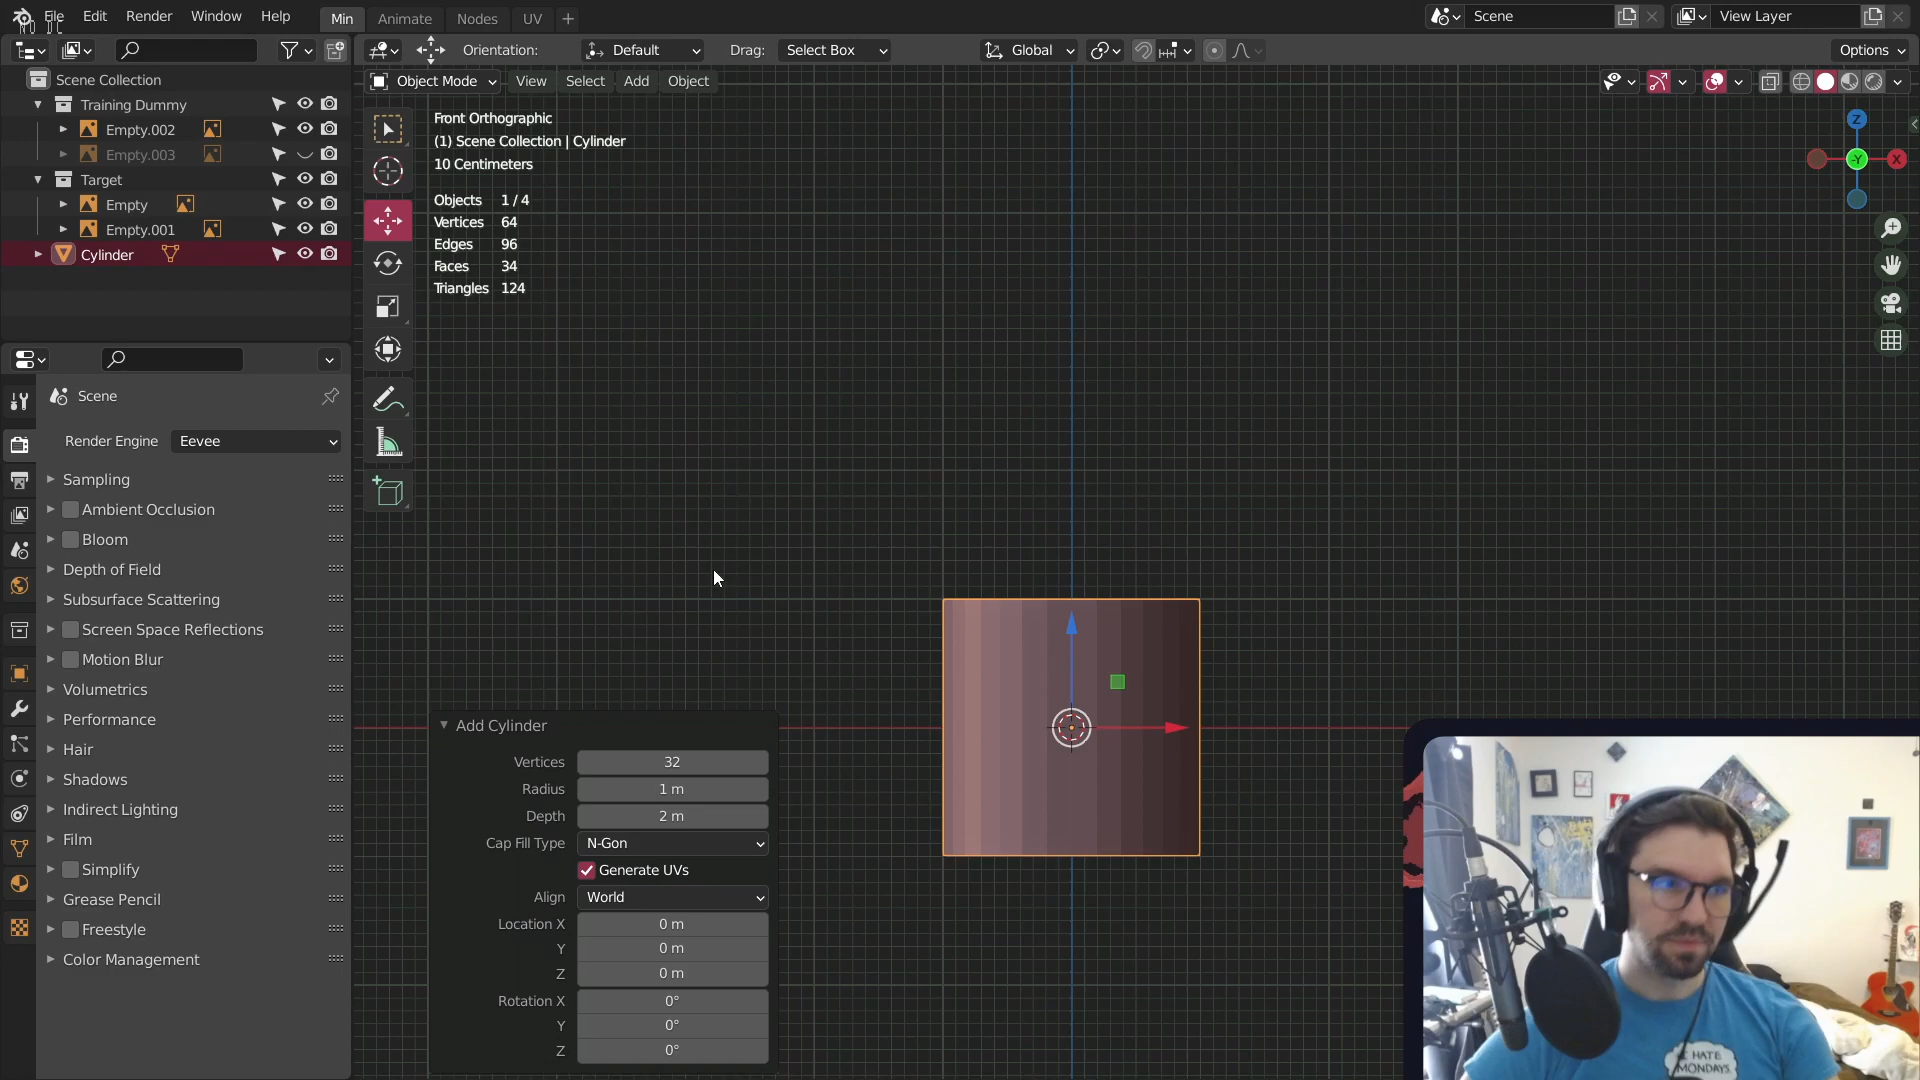 File Edit Render Window Help Min Animate Nodes UV + Scene View Layer
Orientation: Default Drag: Select Box Global Options
Scene Collection
Training Dummy
Empty.002
Empty.003
Target
Empty
Empty.001
Cylinder
Object Mode View Select Add Object
Front Orthographic
(1) Scene Collection | Cylinder
10 Centimeters
Objects 1 / 4
Vertices 64
Edges 96
Faces 34
Triangles 124
Z
-Y
X
Scene
Render Engine Eevee
Sampling
Ambient Occlusion
Bloom
Depth of Field
Subsurface Scattering
Screen Space Reflections
Motion Blur
Volumetrics
Performance
Hair
Shadows
Indirect Lighting
Film
Simplify
Grease Pencil
Freestyle
Color Management
Add Cylinder
Vertices 32
Radius 1 m
Depth 2 m
Cap Fill Type N-Gon
Generate UVs
Align World
Location X 0 m
Y 0 m
Z 0 m
Rotation X 0°
Y 0°
Z 0°
I HATE
MONDAYS